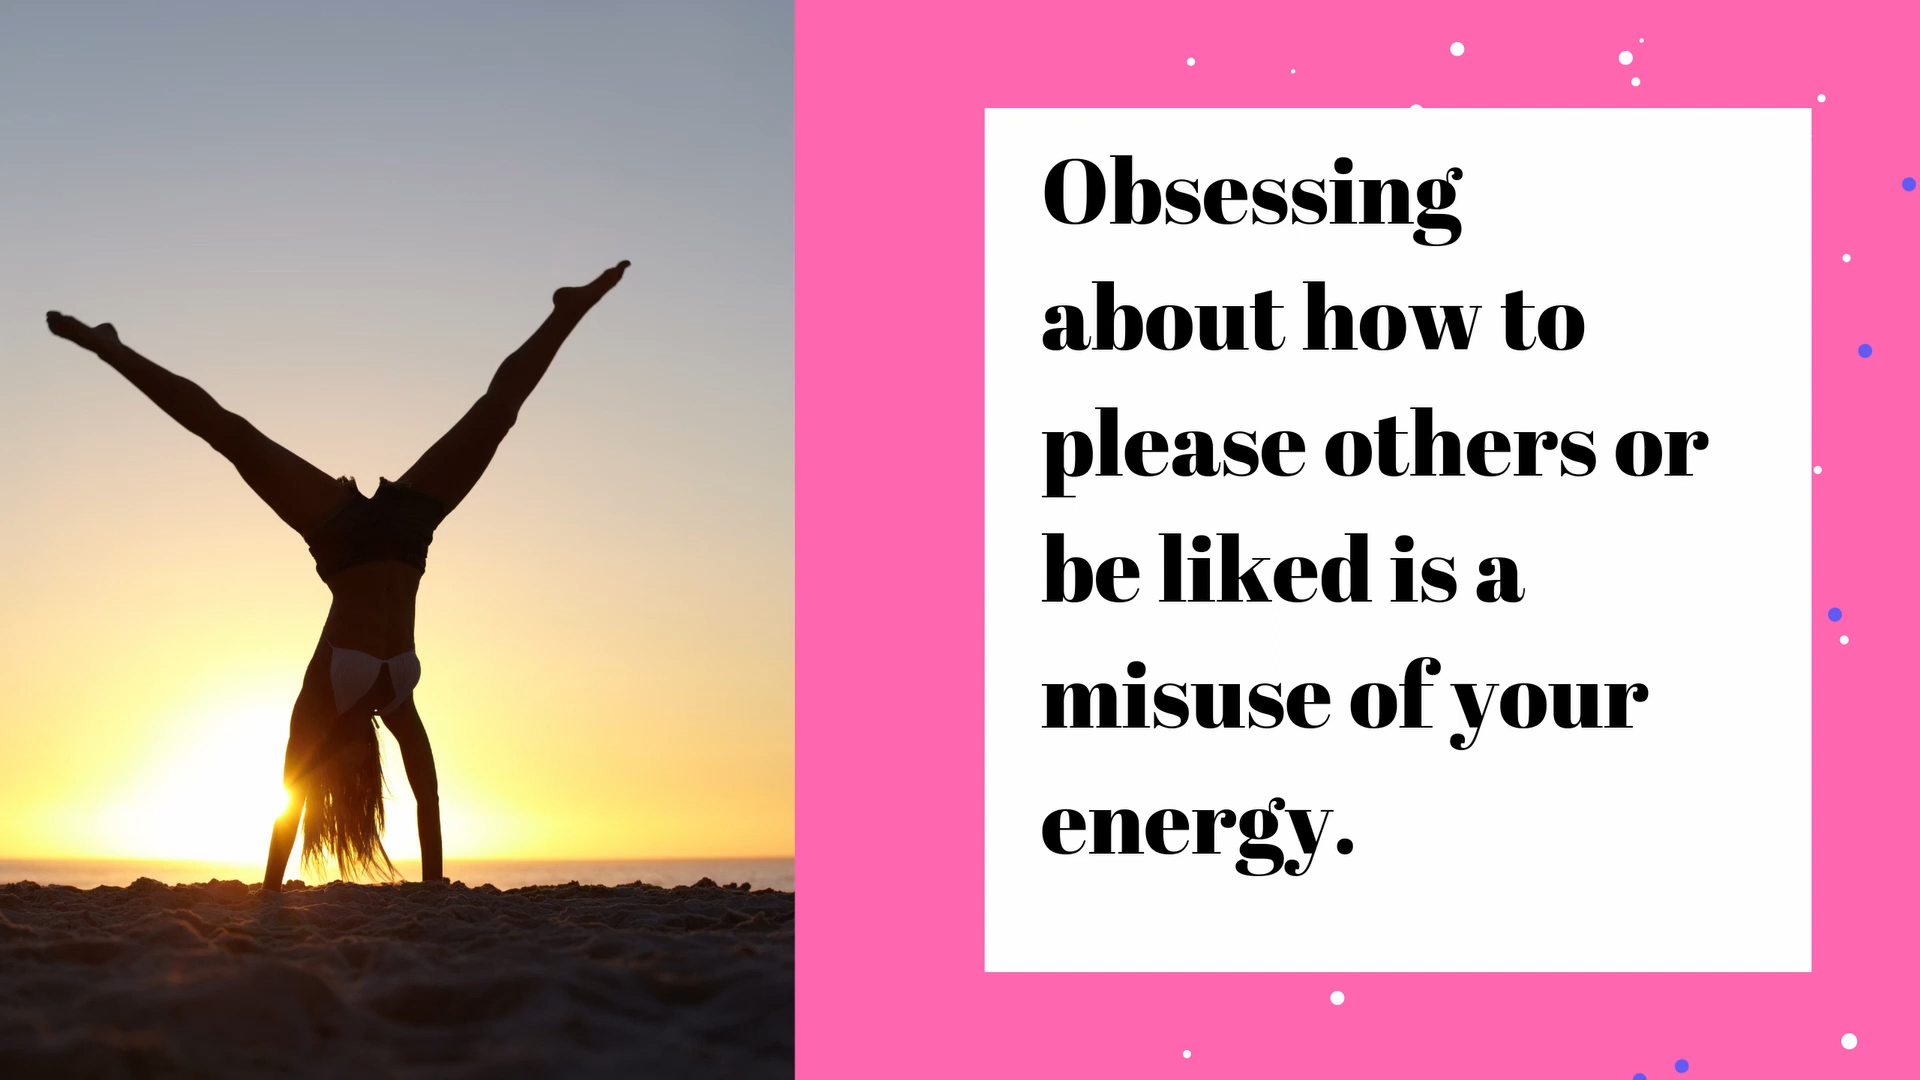 Obsessing
about how to
please others or
be liked is a
misuse of your
energy.